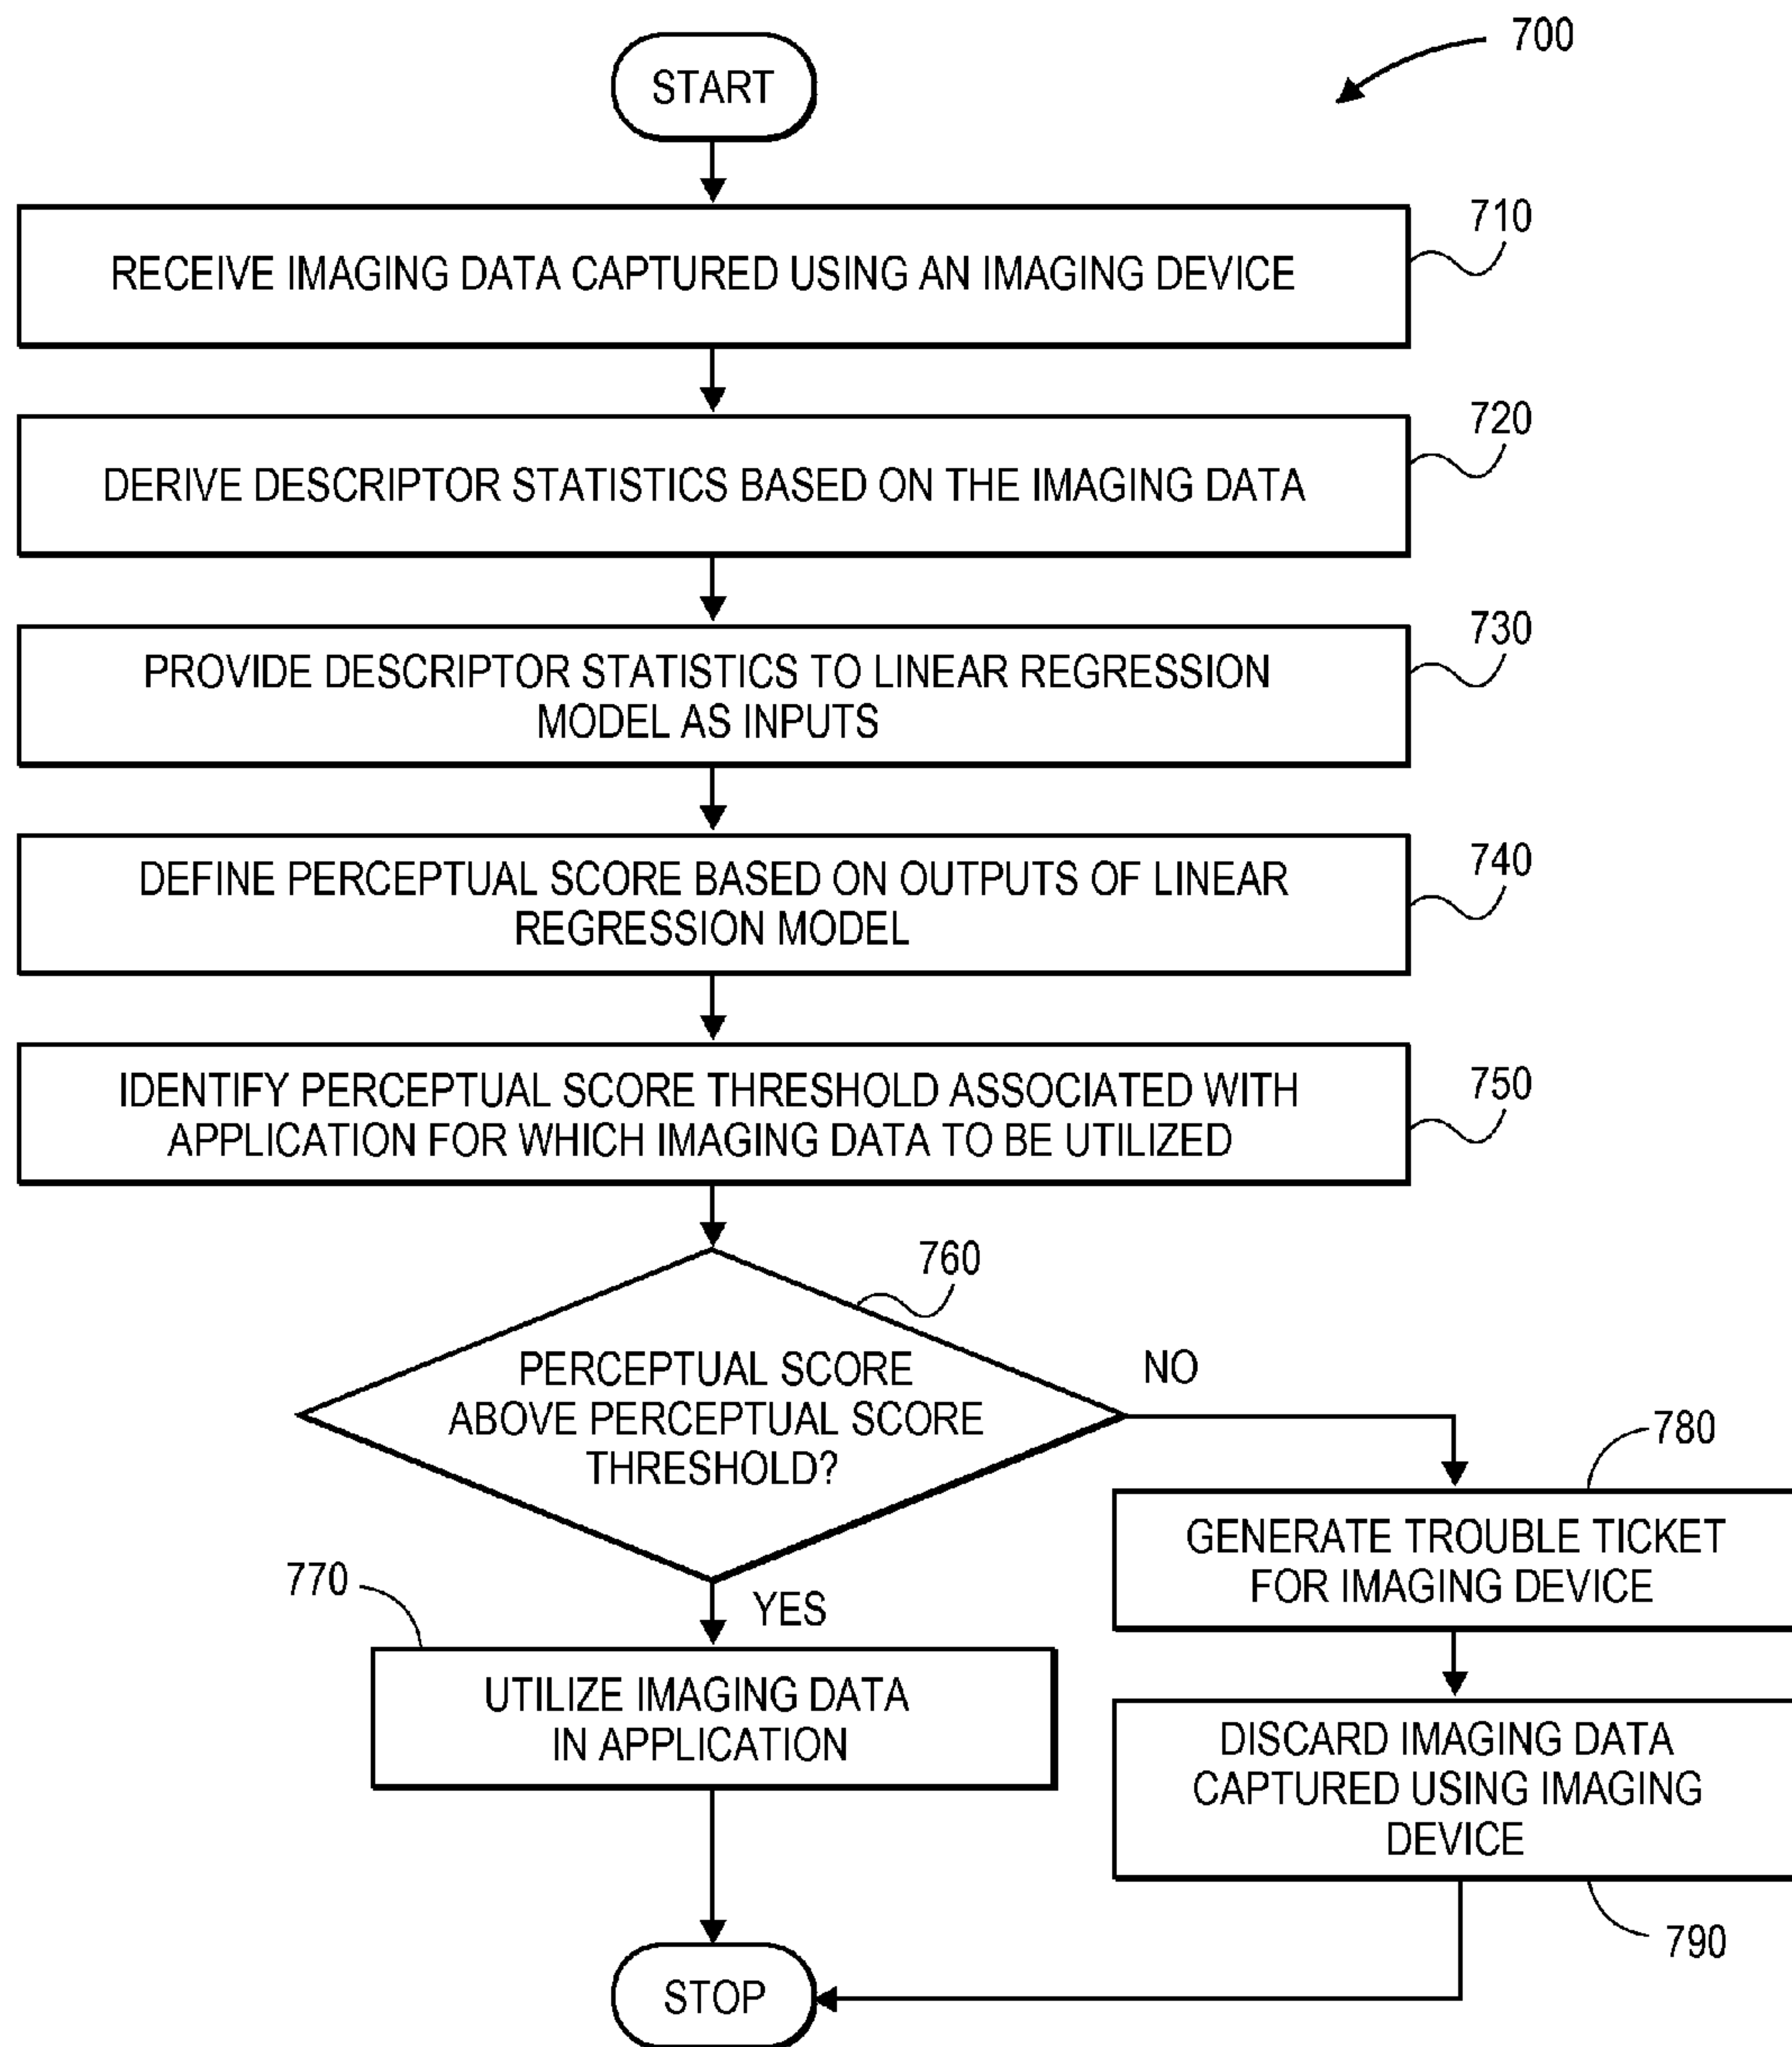 700
START
710
RECEIVE IMAGING DATA CAPTURED USING AN IMAGING DEVICE
720
DERIVE DESCRIPTOR STATISTICS BASED ON THE IMAGING DATA
730
PROVIDE DESCRIPTOR STATISTICS TO LINEAR REGRESSION
MODEL AS INPUTS
740
DEFINE PERCEPTUAL SCORE BASED ON OUTPUTS OF LINEAR
REGRESSION MODEL
750
IDENTIFY PERCEPTUAL SCORE THRESHOLD ASSOCIATED WITH
APPLICATION FOR WHICH IMAGING DATA TO BE UTILIZED
760
PERCEPTUAL SCORE
ABOVE PERCEPTUAL SCORE
THRESHOLD?
NO
780
GENERATE TROUBLE TICKET
FOR IMAGING DEVICE
770
YES
UTILIZE IMAGING DATA
IN APPLICATION
DISCARD IMAGING DATA
CAPTURED USING IMAGING
DEVICE
790
STOP